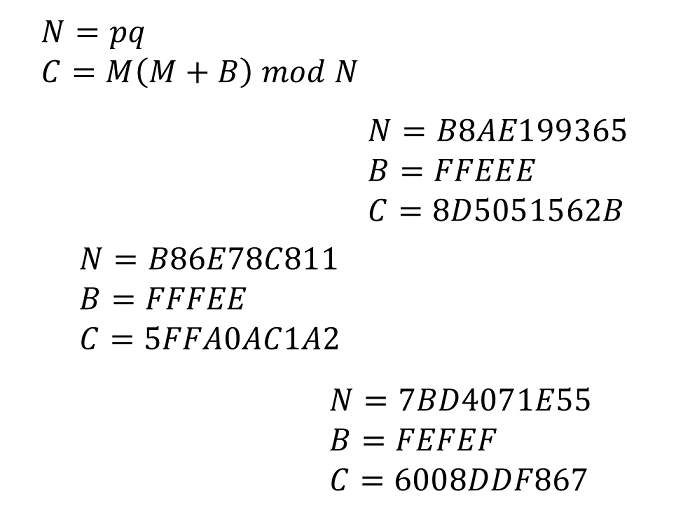 N = pq
C = M(M + B) mod N
N = B8AE199365
B = FFEEE
C = 8D5051562B
N = B86E78C811
B = FFFEE
C = 5FFA0AC1A2
N = 7BD4071E55
B = FEFEF
C = 6008DDF867